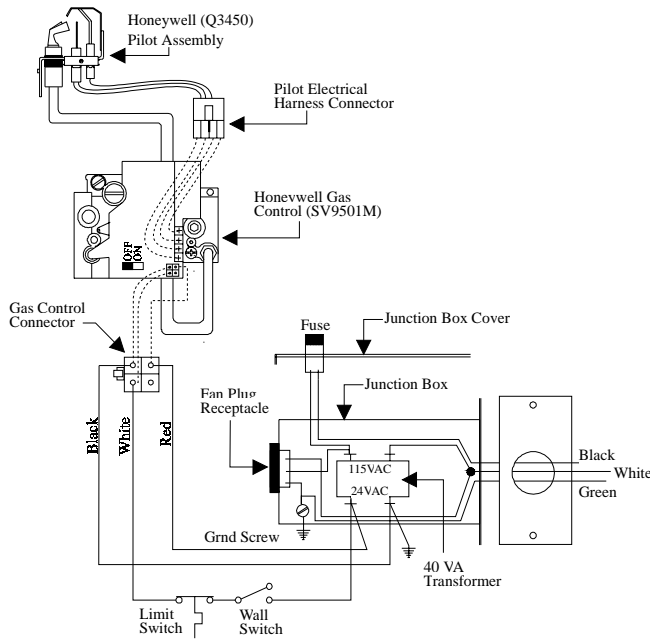 Honeywell (Q3450)
Pilot Assembly
Pilot Electrical
Harness Connector
Honevwell Gas
Control (SV9501M)
OFF
ON
Gas Control
Connector
Fuse
Junction Box Cover
Fan Plug
Receptacle
Junction Box
Black
White
Red
115VAC
24VAC
Black
White
Green
Grnd Screw
40 VA
Transformer
Limit
Switch
Wall
Switch